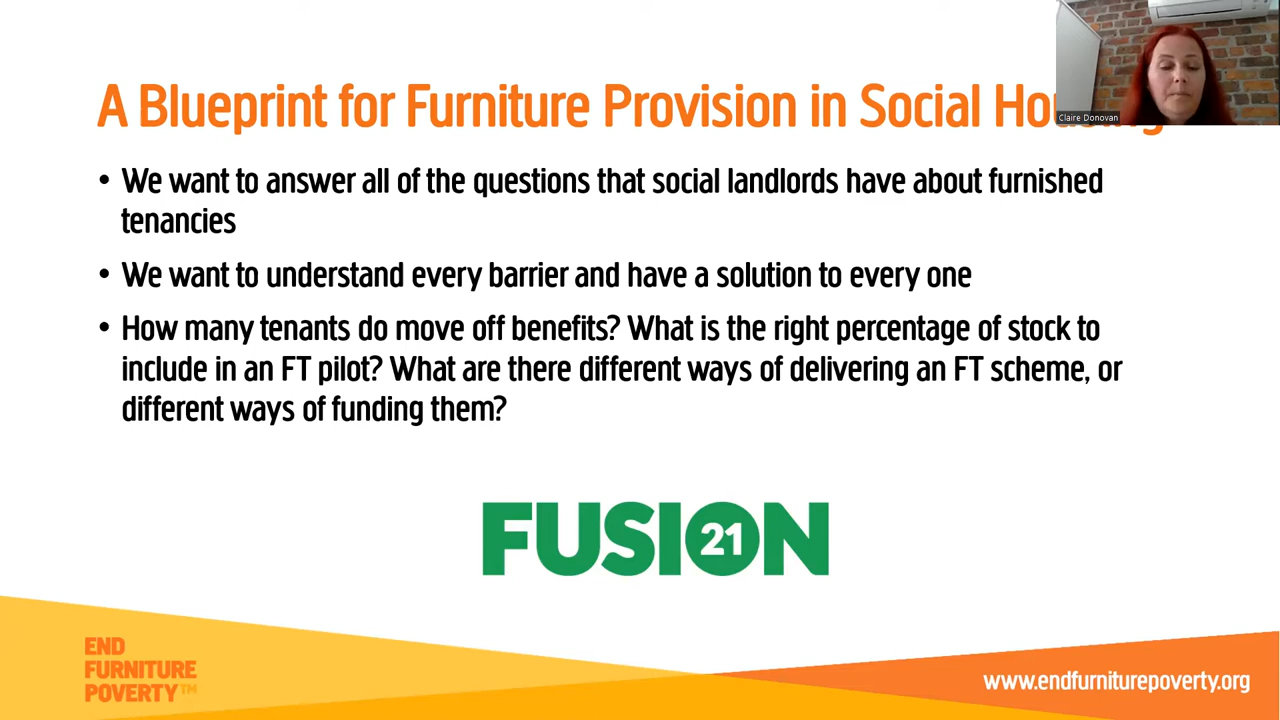 A Blueprint for Furniture Provision in Social
Claire Donovan
• We want to answer all of the questions that social landlords have about furnished
tenancies
• We want to understand every barrier and have a solution to every one
• How many tenants do move off benefits? What is the right percentage of stock to
include in an FT pilot? What are there different ways of delivering an FT scheme, or
different ways of funding them?
FUSION
21
END
FURNITURE
POVERTY™
www.endfurniturepoverty.org